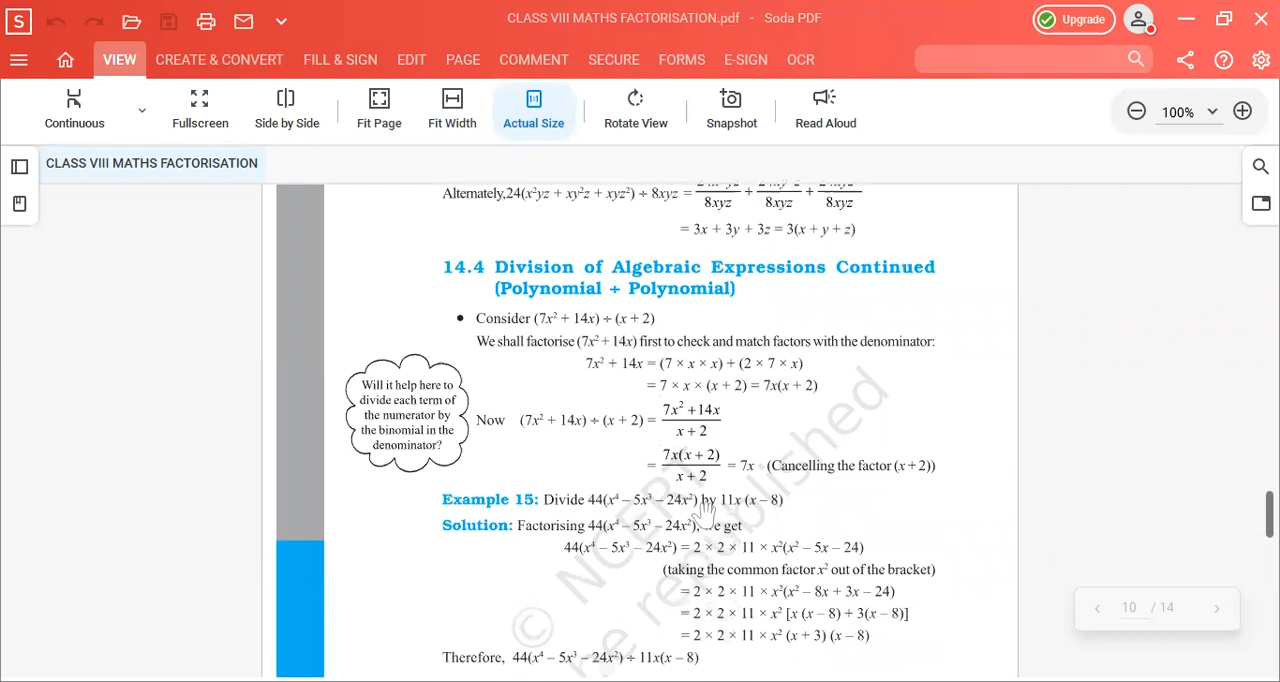 S
CLASS VIII MATHS FACTORISATION.pdf - Soda PDF
Upgrade
VIEW CREATE & CONVERT FILL & SIGN EDIT PAGE COMMENT SECURE FORMS E-SIGN OCR
Continuous Fullscreen Side by Side Fit Page Fit Width Actual Size Rotate View Snapshot Read Aloud 100%
CLASS VIII MATHS FACTORISATION
Alternately,24(x²yz + xy²z + xyz²) ÷ 8xyz = /8xyz + /8xyz + /8xyz
= 3x + 3y + 3z = 3(x + y + z)
14.4 Division of Algebraic Expressions Continued
(Polynomial ÷ Polynomial)
• Consider (7x² + 14x) ÷ (x + 2)
We shall factorise (7x² + 14x) first to check and match factors with the denominator:
7x² + 14x = (7 × x × x) + (2 × 7 × x)
= 7 × x × (x + 2) = 7x(x + 2)
Will it help here to
divide each term of
the numerator by
the binomial in the
denominator?
Now (7x² + 14x) ÷ (x + 2) = 7x² +14x / x + 2
= 7x(x + 2) / x + 2 = 7x (Cancelling the factor (x + 2))
Example 15: Divide 44(x⁴ – 5x³ – 24x²) by 11x (x – 8)
Solution: Factorising 44(x⁴ – 5x³ – 24x²), we get
44(x⁴ – 5x³ – 24x²) = 2 × 2 × 11 × x²(x² – 5x – 24)
(taking the common factor x² out of the bracket)
= 2 × 2 × 11 × x²(x² – 8x + 3x – 24)
= 2 × 2 × 11 × x² [x (x – 8) + 3(x – 8)]
= 2 × 2 × 11 × x² (x + 3) (x – 8)
Therefore, 44(x⁴ – 5x³ – 24x²) ÷ 11x(x – 8)
© NCERT
be republished
10 / 14